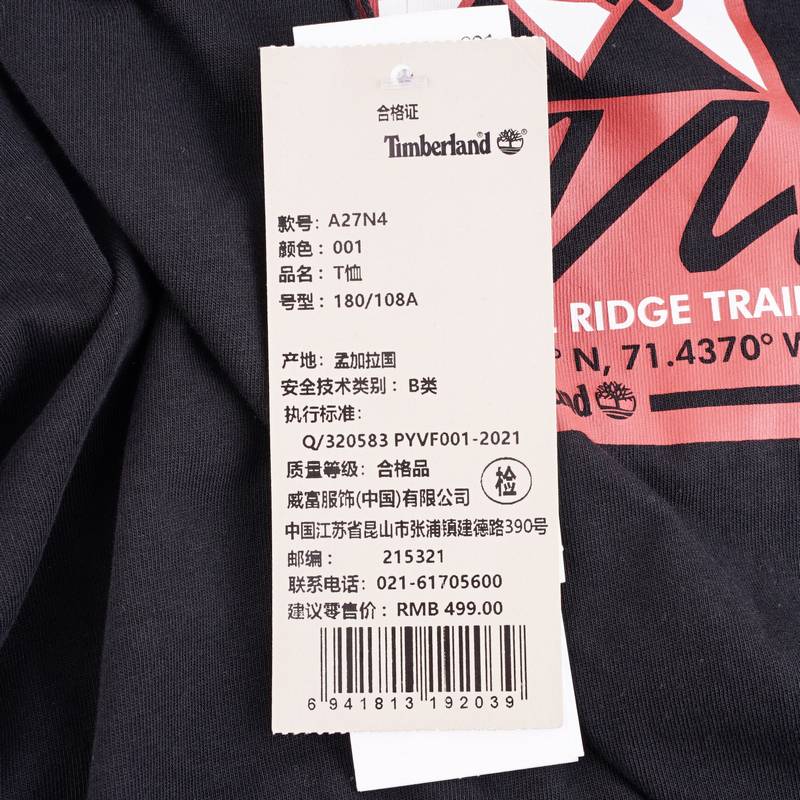 合格证
Timberland®
款号: A27N4
颜色: 001
品名: T恤
号型: 180/108A
产地: 孟加拉国
安全技术类别: B类
执行标准:
Q/320583 PYVF001-2021
质量等级: 合格品
检
威富服饰(中国)有限公司
中国江苏省昆山市张浦镇建德路390号
邮编: 215321
联系电话: 021-61705600
建议零售价: RMB 499.00
6 941813 192039
RIDGE TRAI
° N, 71.4370° W